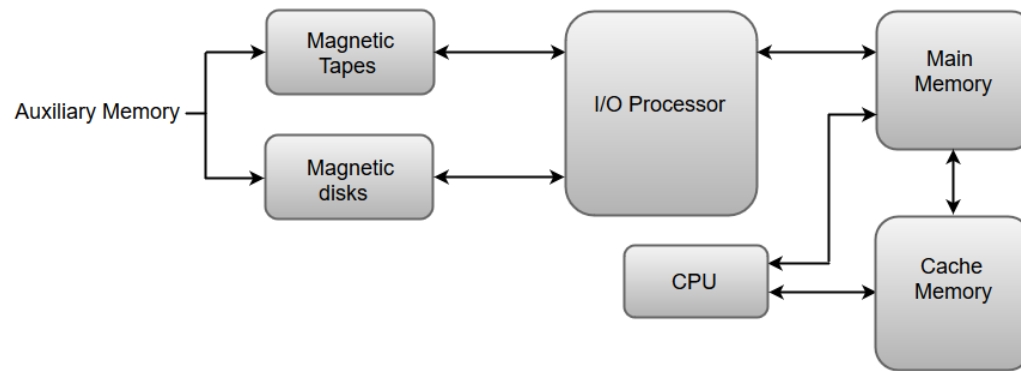 Magnetic
Tapes
Auxiliary Memory
Magnetic
disks
I/O Processor
Main
Memory
CPU
Cache
Memory